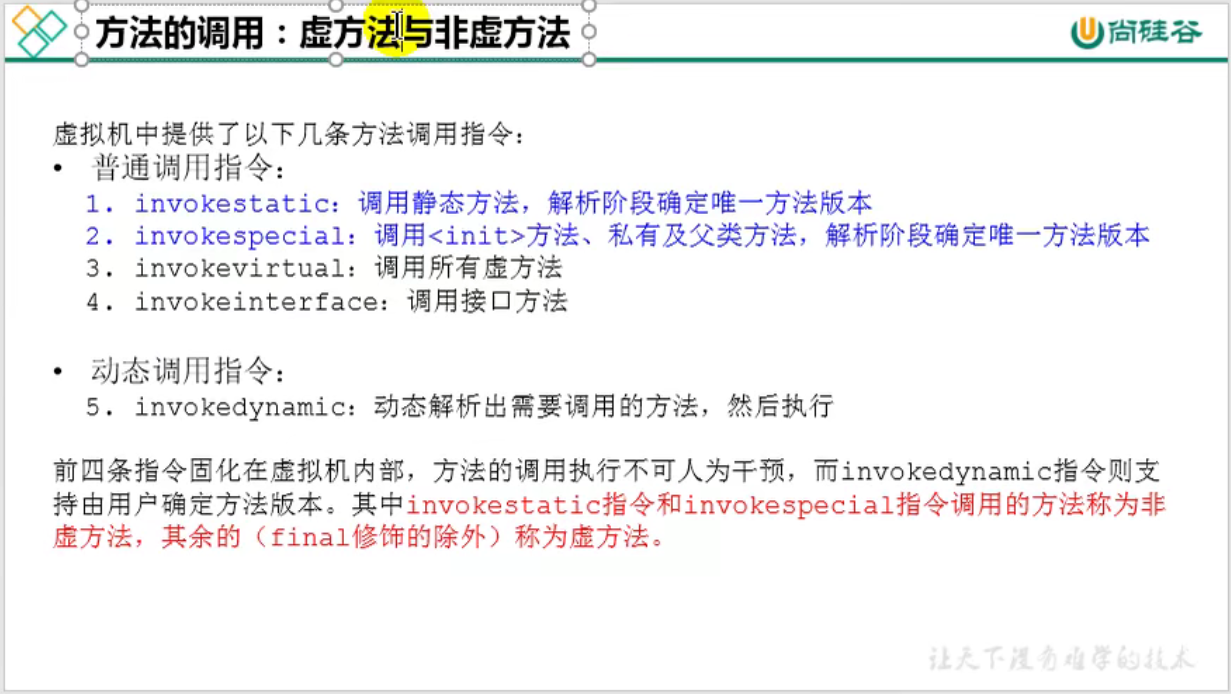 方法的调用：虚方法与非虚方法
尚硅谷
虚拟机中提供了以下几条方法调用指令：
• 普通调用指令：
1. invokestatic：调用静态方法，解析阶段确定唯一方法版本
2. invokespecial：调用<init>方法、私有及父类方法，解析阶段确定唯一方法版本
3. invokevirtual：调用所有虚方法
4. invokeinterface：调用接口方法
• 动态调用指令：
5. invokedynamic：动态解析出需要调用的方法，然后执行
前四条指令固化在虚拟机内部，方法的调用执行不可人为干预，而invokedynamic指令则支
持由用户确定方法版本。其中invokestatic指令和invokespecial指令调用的方法称为非
虚方法，其余的（final修饰的除外）称为虚方法。
让天下没有难学的技术